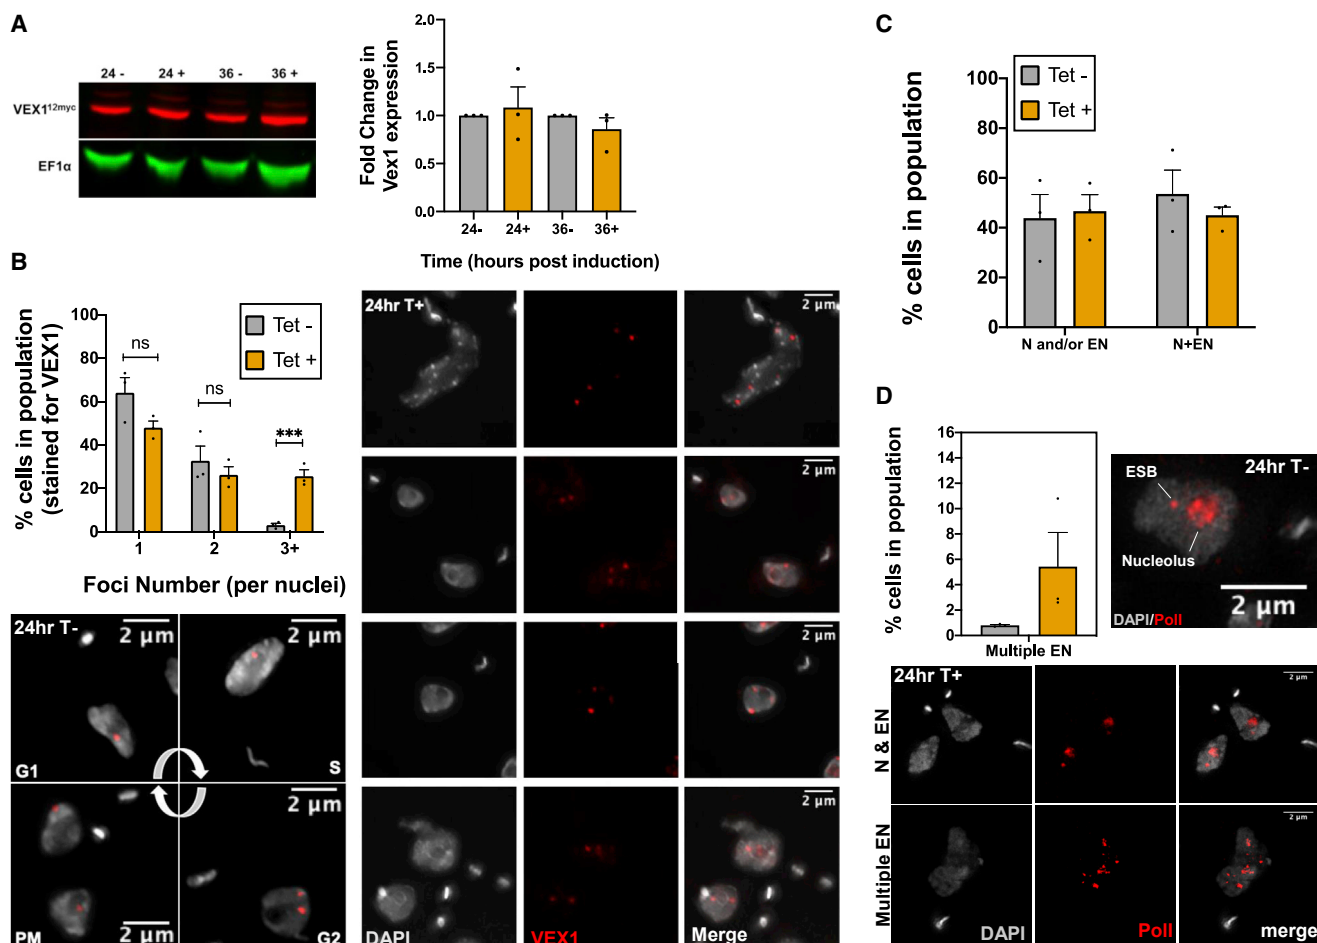 A
24 -
24 +
36 -
36 +
VEX1¹²ᵐʸᶜ
EF1α
Fold Change in
Vex1 expression
2.0
1.5
1.0
0.5
0.0
24-
24+
36-
36+
Time (hours post induction)
B
% cells in population
(stained for VEX1)
100
80
60
40
20
0
Tet -
Tet +
ns
ns
***
1
2
3+
Foci Number (per nuclei)
24hr T-
2 µm
2 µm
G1
S
2 µm
PM
2 µm
G2
24hr T+
2 µm
2 µm
2 µm
2 µm
DAPI
VEX1
Merge
C
% cells in population
100
80
60
40
20
0
Tet -
Tet +
N and/or EN
N+EN
D
% cells in population
16
14
12
10
8
6
4
2
0
Multiple EN
24hr T-
ESB
Nucleolus
2 µm
DAPI/PolI
24hr T+
N & EN
2 µm
Multiple EN
2 µm
DAPI
PolI
merge